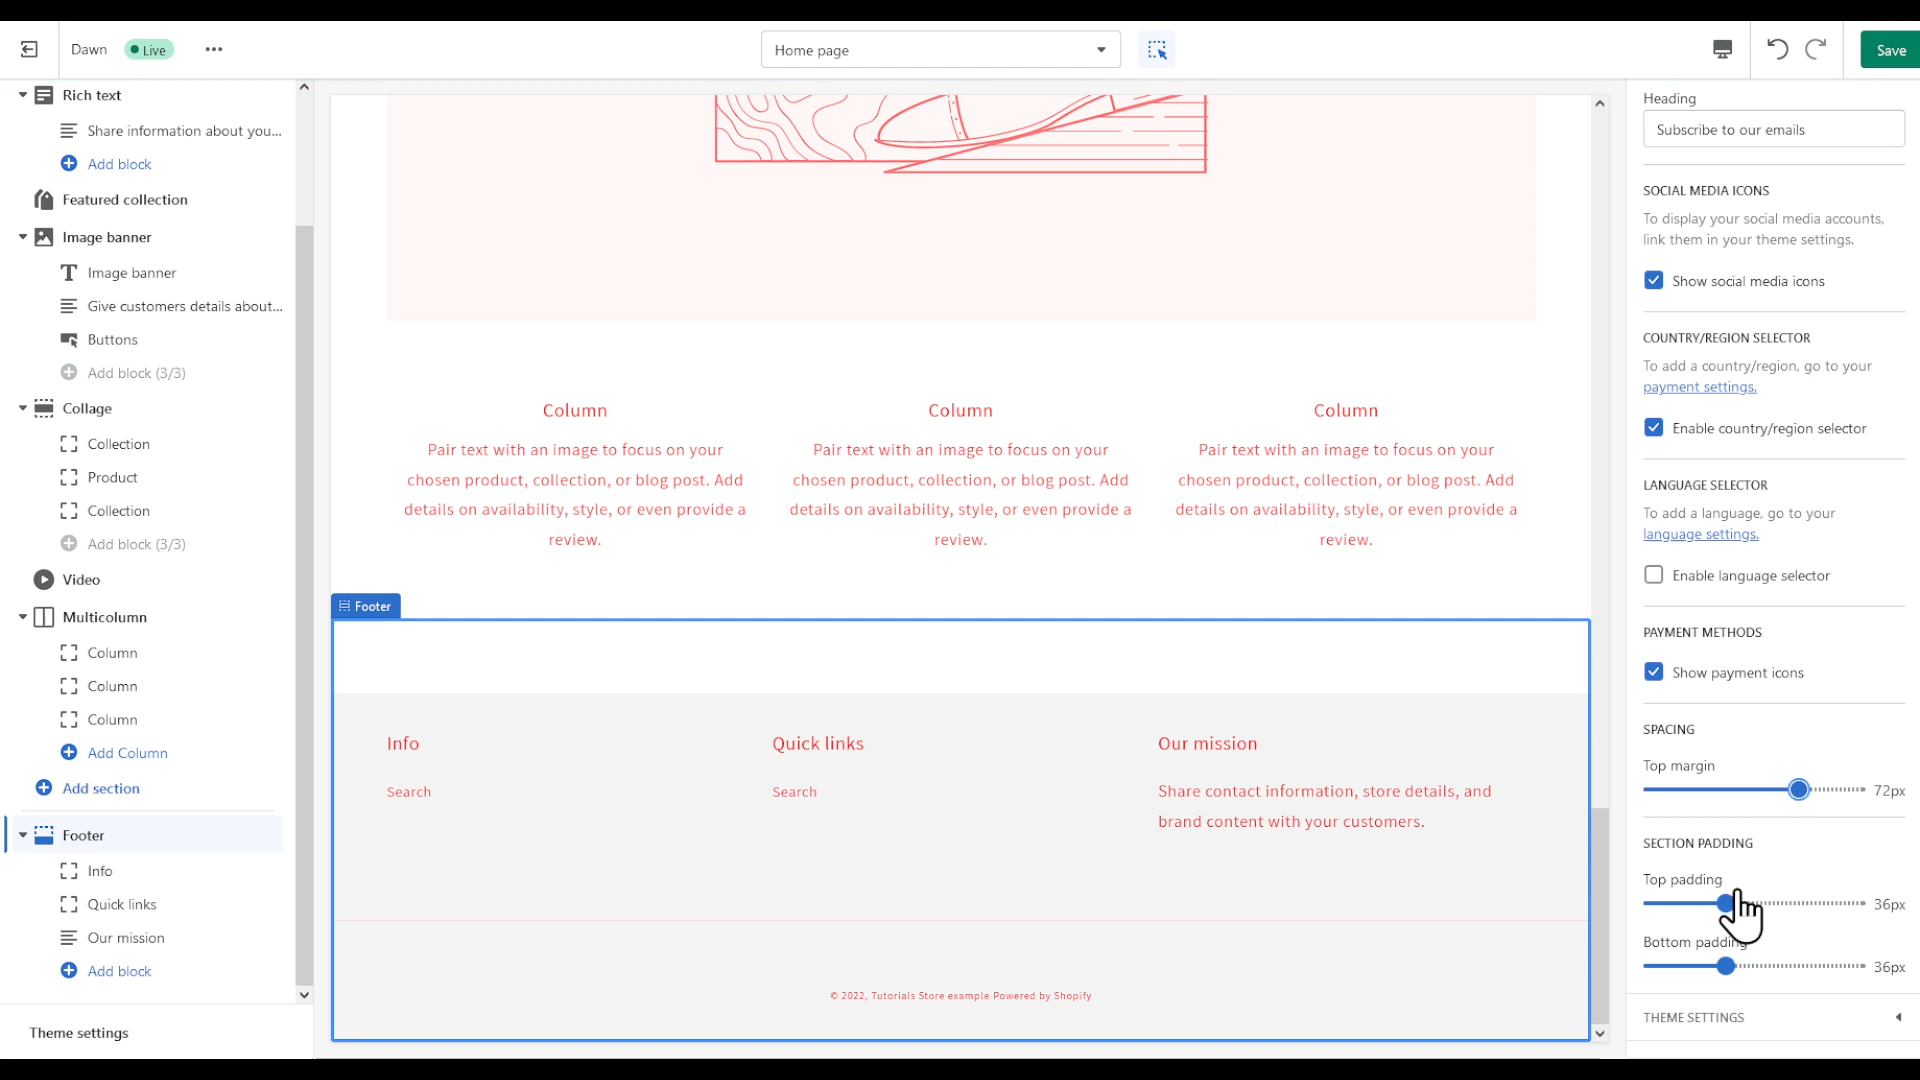 Dawn
Live
Home page
Save
Rich text
Share information about you...
Add block
Featured collection
Image banner
Image banner
Give customers details about...
Buttons
Add block (3/3)
Collage
Collection
Product
Collection
Add block (3/3)
Video
Multicolumn
Column
Column
Column
Add Column
Add section
Footer
Info
Quick links
Our mission
Add block
Theme settings
Column
Pair text with an image to focus on your
chosen product, collection, or blog post. Add
details on availability, style, or even provide a
review.
Column
Pair text with an image to focus on your
chosen product, collection, or blog post. Add
details on availability, style, or even provide a
review.
Column
Pair text with an image to focus on your
chosen product, collection, or blog post. Add
details on availability, style, or even provide a
review.
Footer
Info
Search
Quick links
Search
Our mission
Share contact information, store details, and
brand content with your customers.
© 2022, Tutorials Store example Powered by Shopify
Heading
Subscribe to our emails
SOCIAL MEDIA ICONS
To display your social media accounts,
link them in your theme settings.
Show social media icons
COUNTRY/REGION SELECTOR
To add a country/region, go to your
payment settings.
Enable country/region selector
LANGUAGE SELECTOR
To add a language, go to your
language settings.
Enable language selector
PAYMENT METHODS
Show payment icons
SPACING
Top margin
72px
SECTION PADDING
Top padding
36px
Bottom padding
36px
THEME SETTINGS